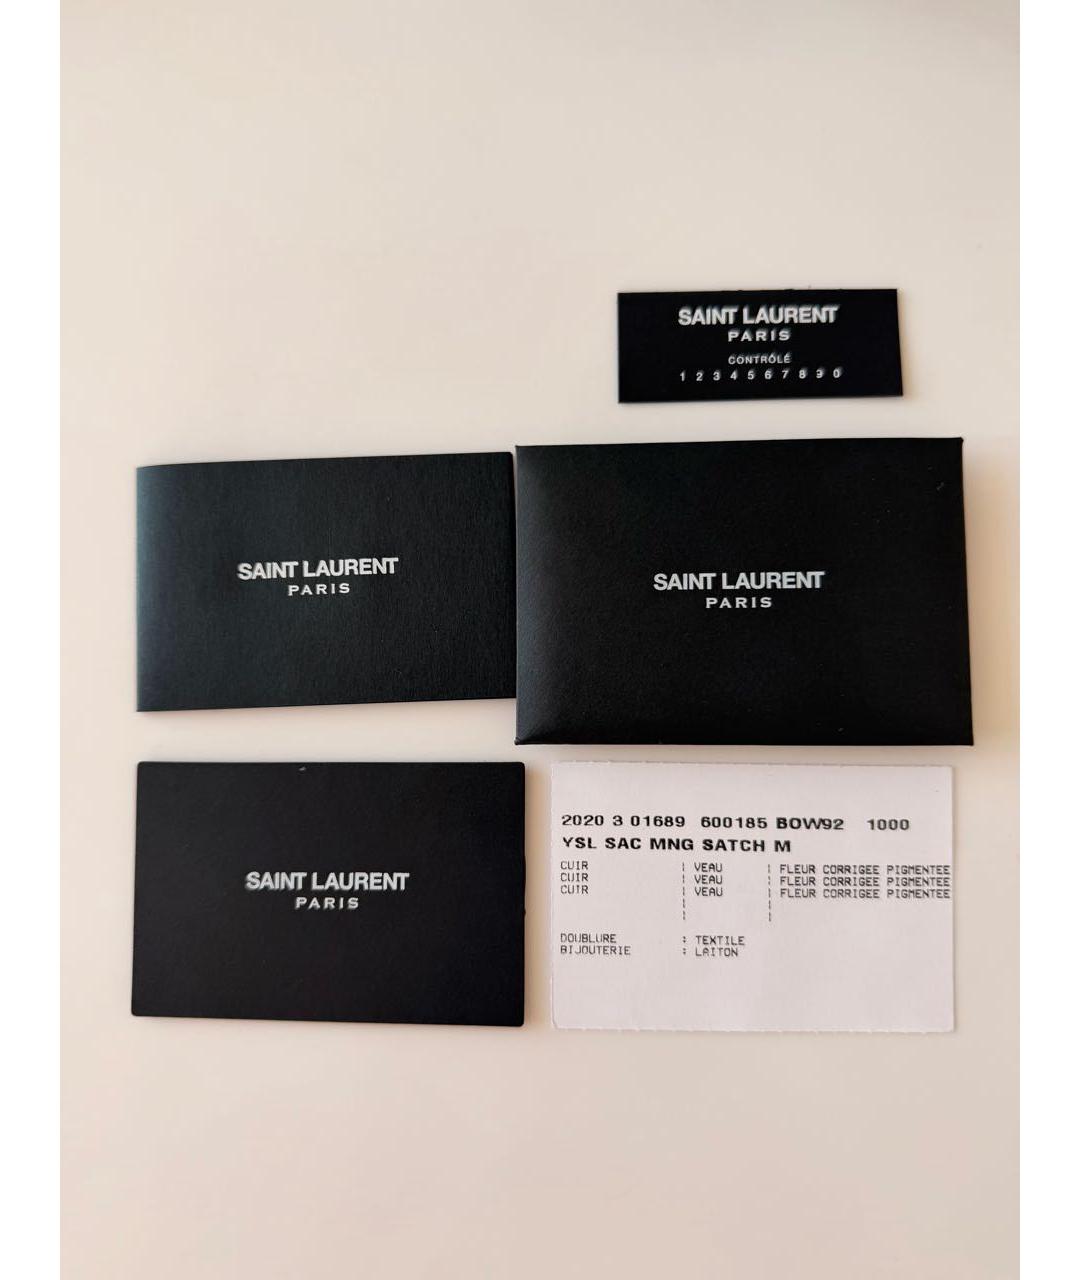 SAINT LAURENT
PARIS
CONTRÔLÉ
1 2 3 4 5 6 7 8 9 0
SAINT LAURENT
PARIS
SAINT LAURENT
PARIS
SAINT LAURENT
PARIS
2020 3 01689 600185 BOW92 1000
YSL SAC MNG SATCH M
CUIR | VEAU | FLEUR CORRIGEE PIGMENTEE
CUIR | VEAU | FLEUR CORRIGEE PIGMENTEE
CUIR | VEAU | FLEUR CORRIGEE PIGMENTEE
DOUBLURE : TEXTILE
BIJOUTERIE : LAITON